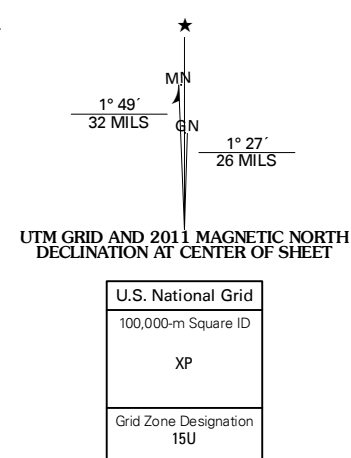 MN
1° 49´
32 MILS
GN
1° 27´
26 MILS
UTM GRID AND 2011 MAGNETIC NORTH
DECLINATION AT CENTER OF SHEET
U.S. National Grid
100,000-m Square ID
XP
Grid Zone Designation
15U